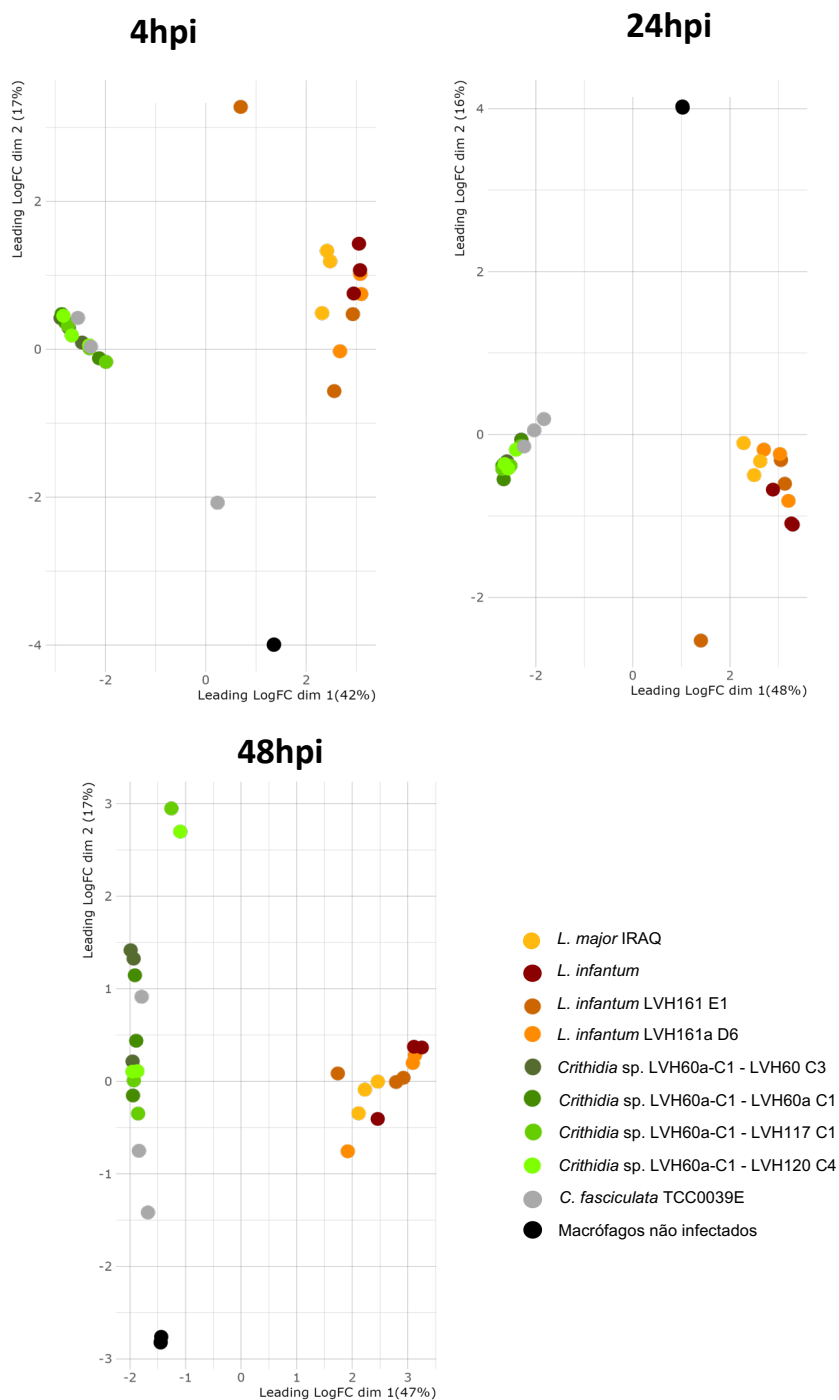 4hpi
Leading LogFC dim 2 (17%)
2
0
-2
-4
-2
0
2
Leading LogFC dim 1(42%)
24hpi
Leading LogFC dim 2 (16%)
4
2
0
-2
-2
0
2
Leading LogFC dim 1(48%)
48hpi
Leading LogFC dim 2 (17%)
3
2
1
0
-1
-2
-3
-2
-1
0
1
2
3
Leading LogFC dim 1(47%)
L. major IRAQ
L. infantum
L. infantum LVH161 E1
L. infantum LVH161a D6
Crithidia sp. LVH60a-C1 - LVH60 C3
Crithidia sp. LVH60a-C1 - LVH60a C1
Crithidia sp. LVH60a-C1 - LVH117 C1
Crithidia sp. LVH60a-C1 - LVH120 C4
C. fasciculata TCC0039E
Macrófagos não infectados